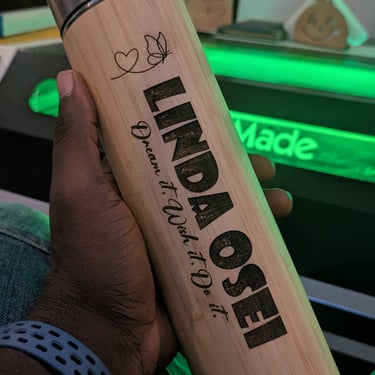 LINDA OSEI
Dream it. Wish it. Do it.
Made